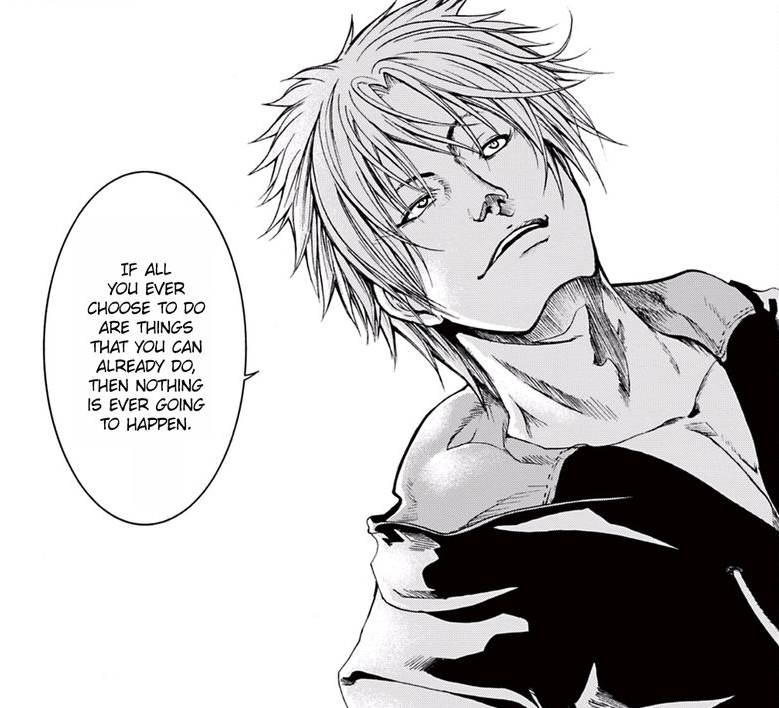 IF ALL
YOU EVER
CHOOSE TO DO
ARE THINGS
THAT YOU CAN
ALREADY DO,
THEN NOTHING
IS EVER GOING
TO HAPPEN.